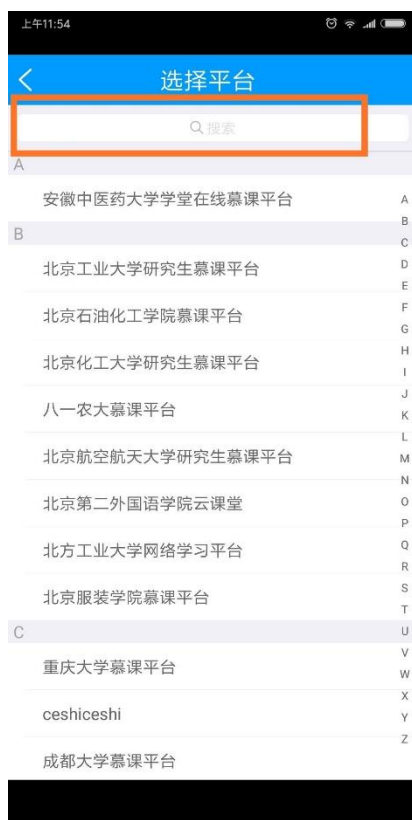 上午11:54
选择平台
搜索
A
安徽中医药大学学堂在线慕课平台
B
北京工业大学研究生慕课平台
北京石油化工学院慕课平台
北京化工大学研究生慕课平台
八一农大慕课平台
北京航空航天大学研究生慕课平台
北京第二外国语学院云课堂
北方工业大学网络学习平台
北京服装学院慕课平台
C
重庆大学慕课平台
ceshiceshi
成都大学慕课平台
A
B
C
D
E
F
G
H
I
J
K
L
M
N
O
P
Q
R
S
T
U
V
W
X
Y
Z